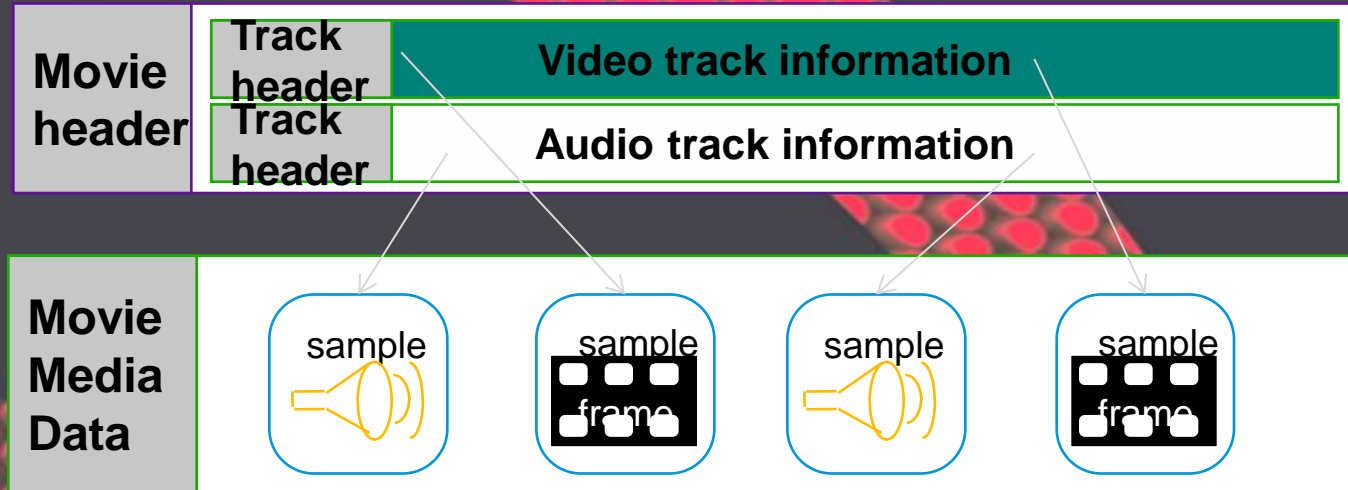 Movie
header
Track
header
Video track information
Track
header
Audio track information
Movie
Media
Data
sample
sample
frame
sample
sample
frame